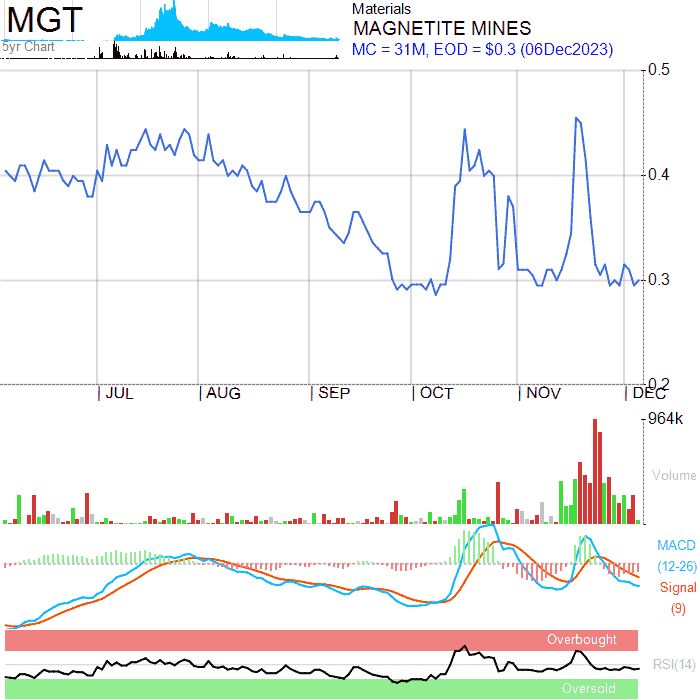 MGT
5yr Chart
Materials
MAGNETITE MINES
MC = 31M, EOD = $0.3 (06Dec2023)
0.5
0.4
0.3
0.2
JUL AUG SEP OCT NOV DEC
964k
Volume
MACD
(12-26)
Signal
(9)
Overbought
RSI(14)
Oversold